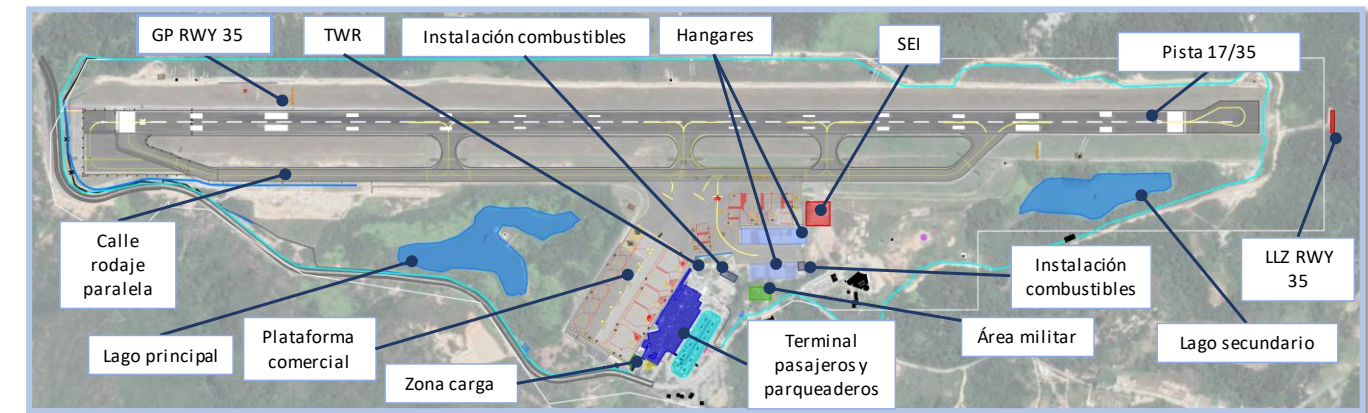 GP RWY 35
TWR
Instalación combustibles
Hangares
SEI
Pista 17/35
Calle
rodaje
paralela
Lago principal
Plataforma
comercial
Zona carga
Terminal
pasajeros y
parqueaderos
Área militar
Instalación
combustibles
Lago secundario
LLZ RWY
35